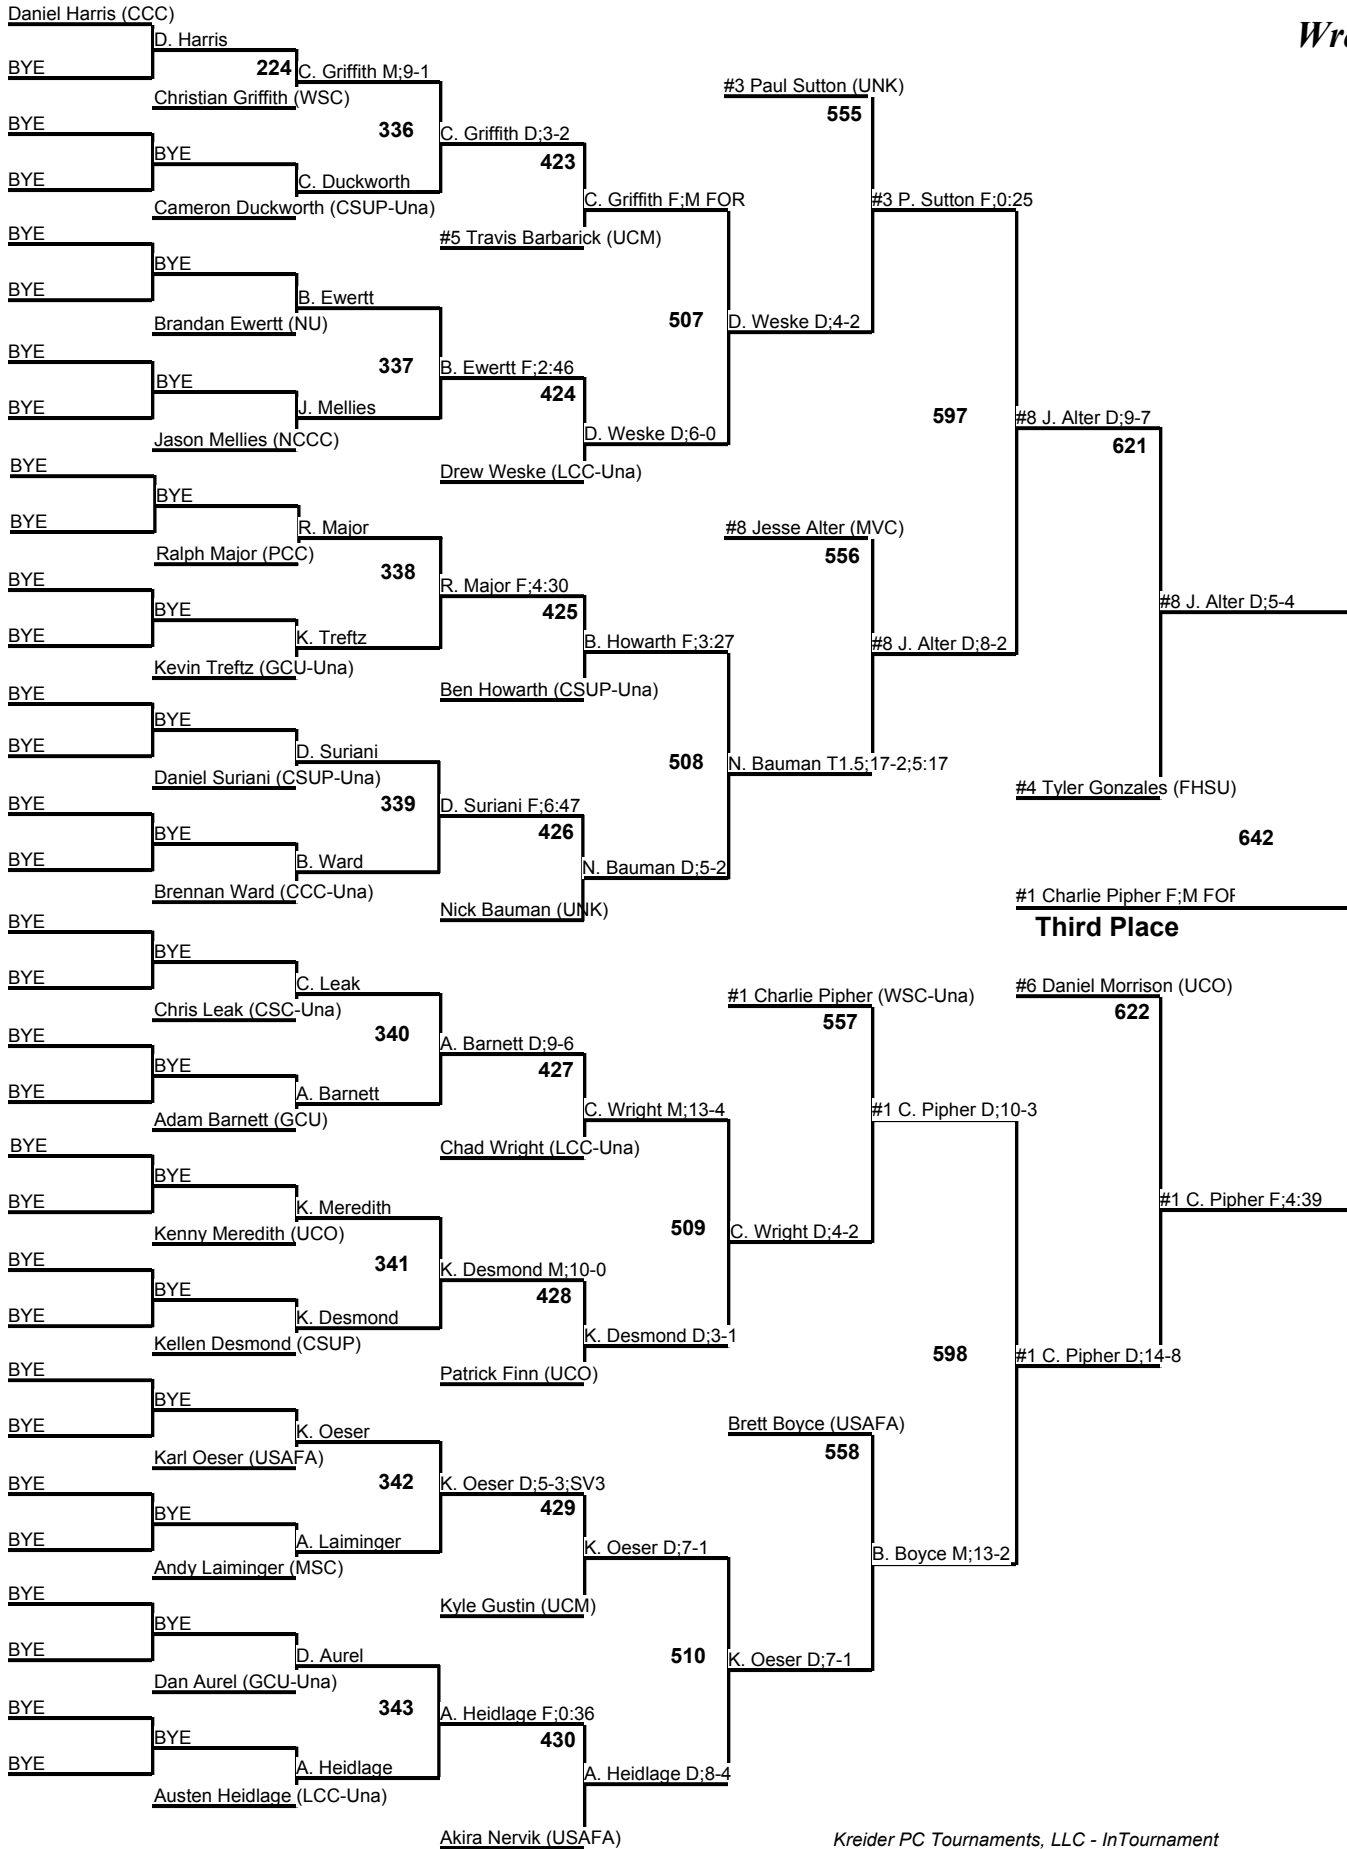 Daniel Harris (CCC)
Wre
D. Harris
BYE
224
C. Griffith M;9-1
#3 Paul Sutton (UNK)
Christian Griffith (WSC)
555
BYE
336
C. Griffith D;3-2
BYE
423
BYE
C. Duckworth
C. Griffith F;M FOR
#3 P. Sutton F;0:25
Cameron Duckworth (CSUP-Una)
BYE
#5 Travis Barbarick (UCM)
BYE
BYE
B. Ewertt
Brandan Ewertt (NU)
507
D. Weske D;4-2
BYE
337
B. Ewertt F;2:46
BYE
424
BYE
J. Mellies
597
#8 J. Alter D;9-7
Jason Mellies (NCCC)
D. Weske D;6-0
621
BYE
Drew Weske (LCC-Una)
BYE
BYE
R. Major
#8 Jesse Alter (MVC)
Ralph Major (PCC)
338
556
BYE
R. Major F;4:30
BYE
425
#8 J. Alter D;5-4
BYE
K. Treftz
B. Howarth F;3:27
#8 J. Alter D;8-2
Kevin Treftz (GCU-Una)
BYE
Ben Howarth (CSUP-Una)
BYE
BYE
D. Suriani
Daniel Suriani (CSUP-Una)
508
N. Bauman T1.5;17-2;5:17
#4 Tyler Gonzales (FHSU)
BYE
339
D. Suriani F;6:47
BYE
426
642
BYE
B. Ward
N. Bauman D;5-2
Brennan Ward (CCC-Una)
#1 Charlie Pipher F;M FOR
Nick Bauman (UNK)
BYE
Third Place
BYE
BYE
C. Leak
#6 Daniel Morrison (UCO)
Chris Leak (CSC-Una)
#1 Charlie Pipher (WSC-Una)
557
622
BYE
340
A. Barnett D;9-6
BYE
427
BYE
A. Barnett
C. Wright M;13-4
#1 C. Pipher D;10-3
Adam Barnett (GCU)
BYE
Chad Wright (LCC-Una)
BYE
BYE
K. Meredith
#1 C. Pipher F;4:39
Kenny Meredith (UCO)
509
C. Wright D;4-2
BYE
341
K. Desmond M;10-0
BYE
428
BYE
K. Desmond
K. Desmond D;3-1
Kellen Desmond (CSUP)
598
#1 C. Pipher D;14-8
BYE
Patrick Finn (UCO)
BYE
BYE
K. Oeser
Brett Boyce (USAFA)
Karl Oeser (USAFA)
558
BYE
342
K. Oeser D;5-3;SV3
BYE
429
BYE
A. Laiminger
K. Oeser D;7-1
B. Boyce M;13-2
Andy Laiminger (MSC)
BYE
Kyle Gustin (UCM)
BYE
BYE
D. Aurel
510
K. Oeser D;7-1
Dan Aurel (GCU-Una)
BYE
343
A. Heidlage F;0:36
BYE
430
BYE
A. Heidlage
A. Heidlage D;8-4
Austen Heidlage (LCC-Una)
Akira Nervik (USAFA)
Kreider PC Tournaments, LLC - InTournament